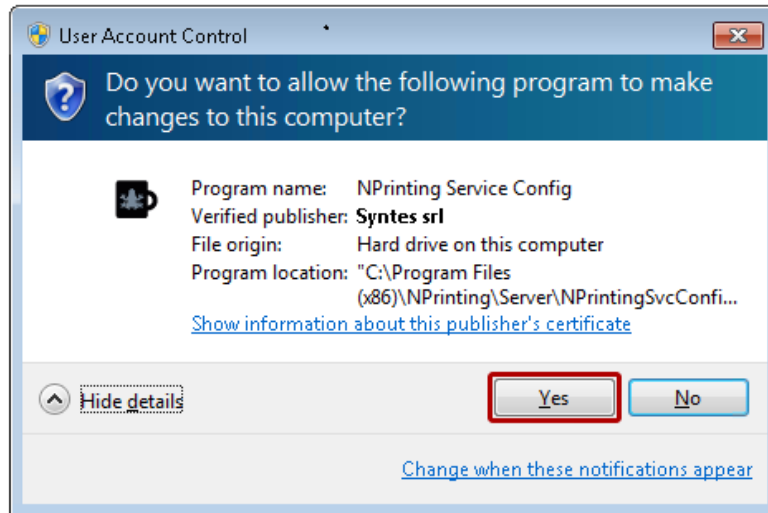 User Account Control
Do you want to allow the following program to make
changes to this computer?
Program name: NPrinting Service Config
Verified publisher: Syntes srl
File origin: Hard drive on this computer
Program location: "C:\Program Files
(x86)\NPrinting\Server\NPrintingSvcConfi...
Show information about this publisher's certificate
Hide details
Yes
No
Change when these notifications appear